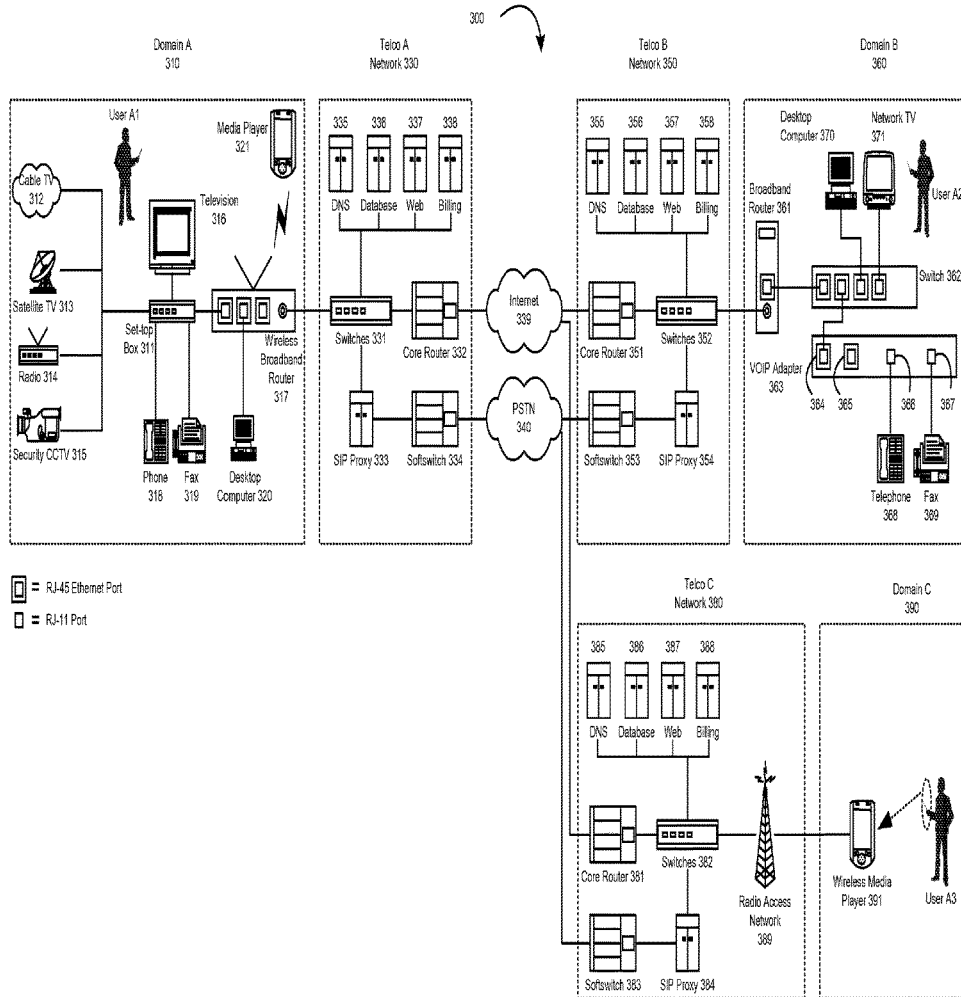 300
Domain A
310
Telco A
Network 330
Telco B
Network 350
Domain B
360
User A1
Media Player
321
335
336
337
338
DNS
Database
Web
Billing
355
356
357
358
DNS
Database
Web
Billing
Desktop
Computer 370
Network TV
371
User A2
Cable TV
312
Television
316
Broadband
Router 361
Satellite TV 313
Switch 362
Internet
339
Set-top
Box 311
Wireless
Broadband
Router
317
Switches 331
Core Router 332
Core Router 351
Switches 352
Radio 314
VOIP Adapter
363
364
365
366
367
PSTN
340
Security CCTV 315
Phone
318
Fax
319
Desktop
Computer 320
SIP Proxy 333
Softswitch 334
Softswitch 353
SIP Proxy 354
Telephone
368
Fax
369
= RJ-45 Ethernet Port
= RJ-11 Port
Telco C
Network 380
Domain C
390
385
386
387
388
DNS
Database
Web
Billing
Core Router 381
Switches 382
Radio Access
Network
389
Wireless Media
Player 391
User A3
Softswitch 383
SIP Proxy 384